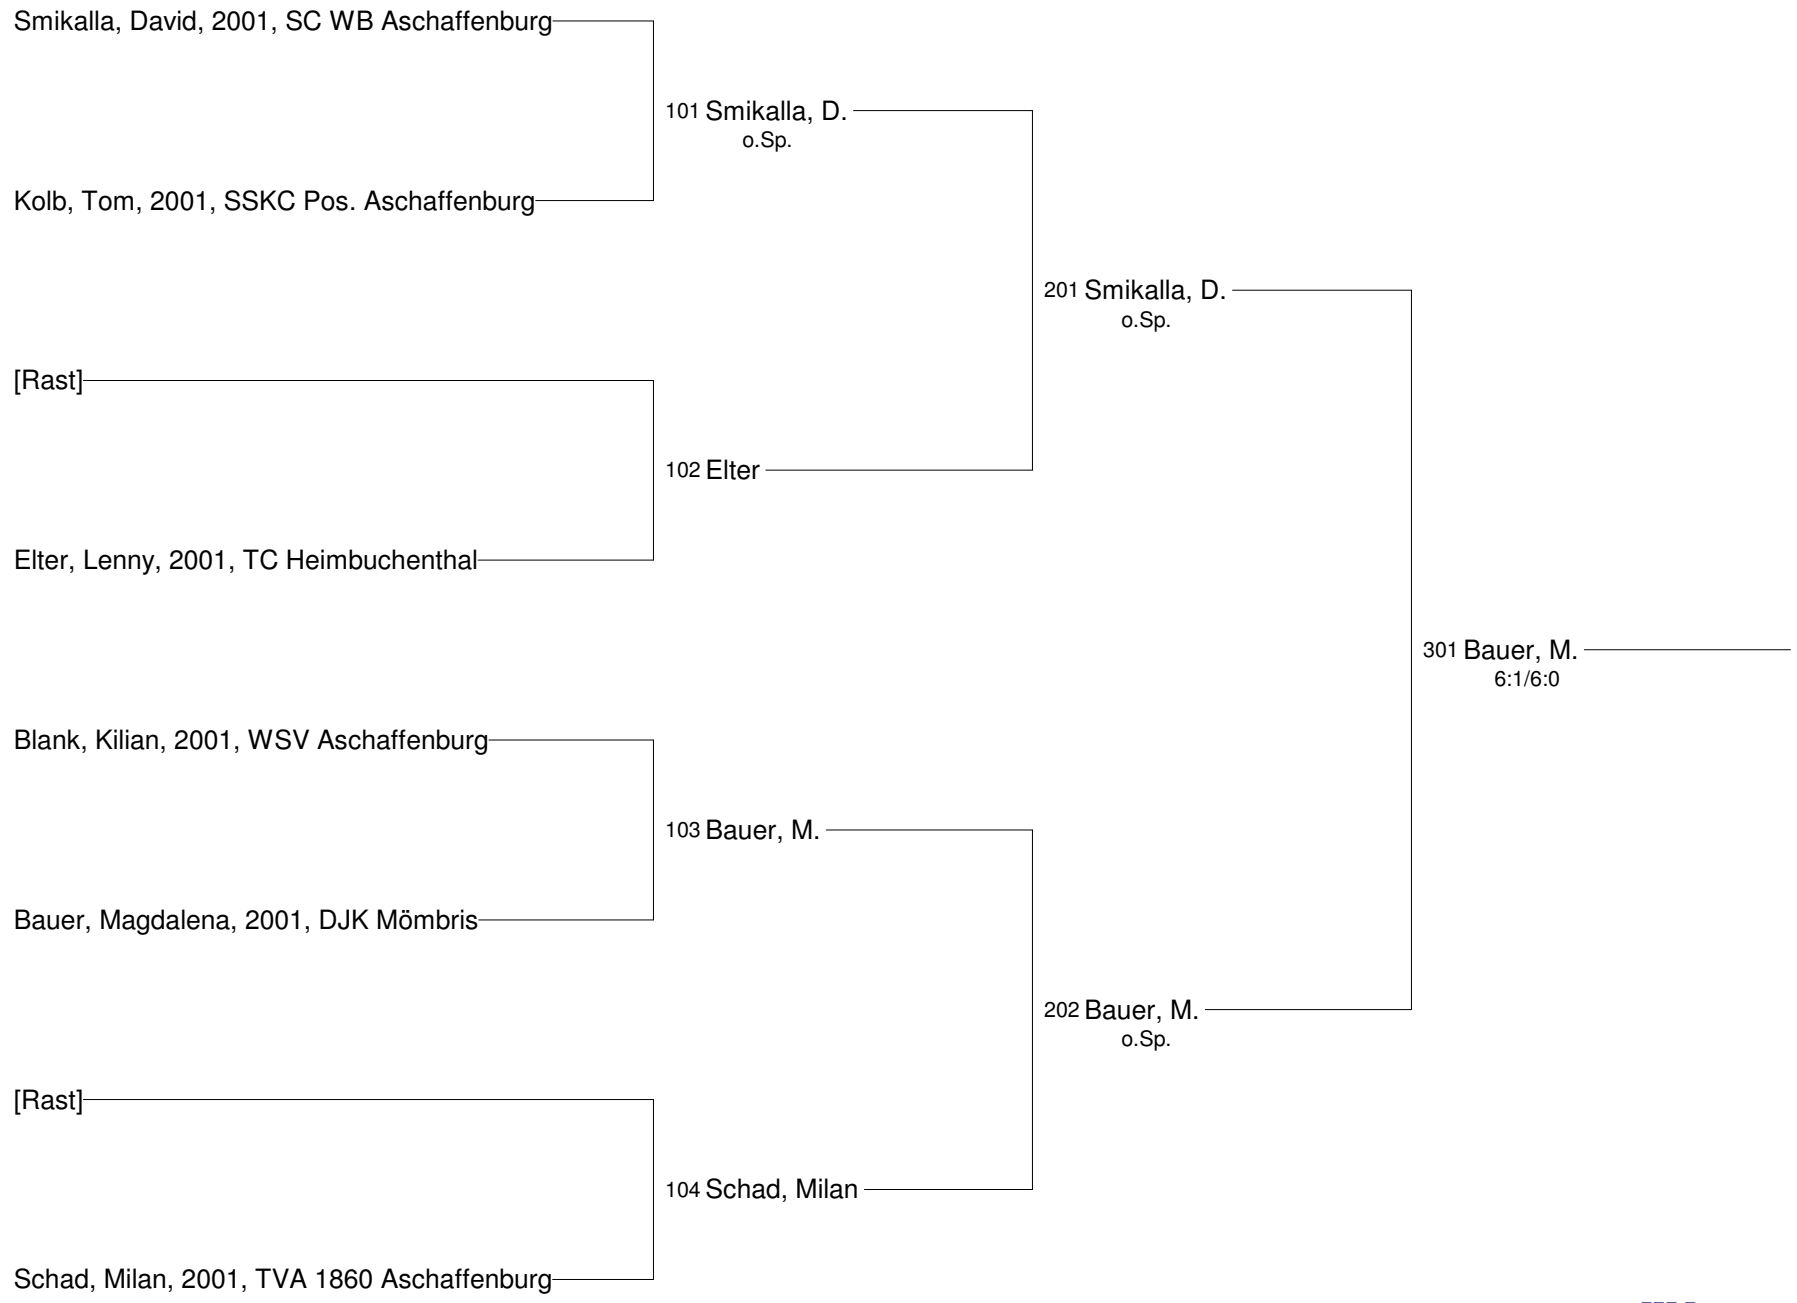 Smikalla, David, 2001, SC WB Aschaffenburg
101 Smikalla, D.
o.Sp.
Kolb, Tom, 2001, SSKC Pos. Aschaffenburg
201 Smikalla, D.
o.Sp.
[Rast]
102 Elter
Elter, Lenny, 2001, TC Heimbuchenthal
301 Bauer, M.
6:1/6:0
Blank, Kilian, 2001, WSV Aschaffenburg
103 Bauer, M.
Bauer, Magdalena, 2001, DJK Mömbris
202 Bauer, M.
o.Sp.
[Rast]
104 Schad, Milan
Schad, Milan, 2001, TVA 1860 Aschaffenburg